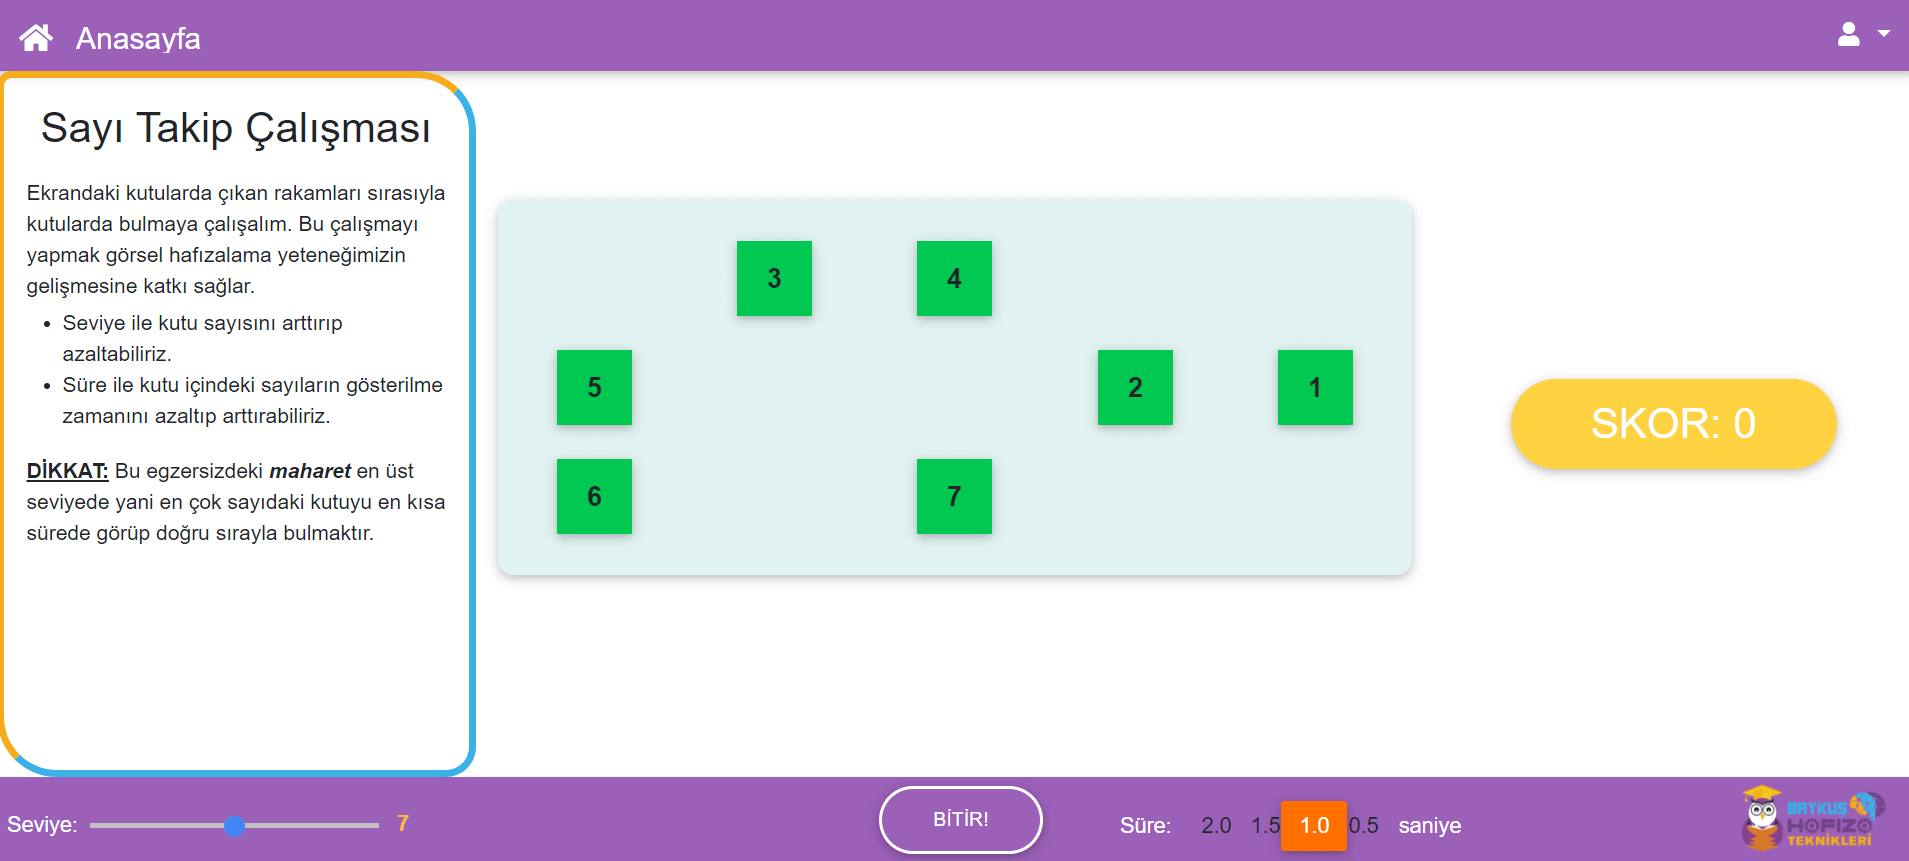 Anasayfa
Sayı Takip Çalışması
Ekrandaki kutularda çıkan rakamları sırasıyla
kutularda bulmaya çalışalım. Bu çalışmayı
yapmak görsel hafızalama yeteneğimizin
gelişmesine katkı sağlar.
Seviye ile kutu sayısını arttırıp
azaltabiliriz.
Süre ile kutu içindeki sayıların gösterilme
zamanını azaltıp arttırabiliriz.
DİKKAT: Bu egzersizdeki maharet en üst
seviyede yani en çok sayıdaki kutuyu en kısa
sürede görüp doğru sırayla bulmaktır.
3 4
5 2 1
6 7
SKOR: 0
Seviye: 7
BİTİR!
Süre: 2.0 1.5 1.0 0.5 saniye
BAYKUŞ
HAFIZA
TEKNİKLERİ